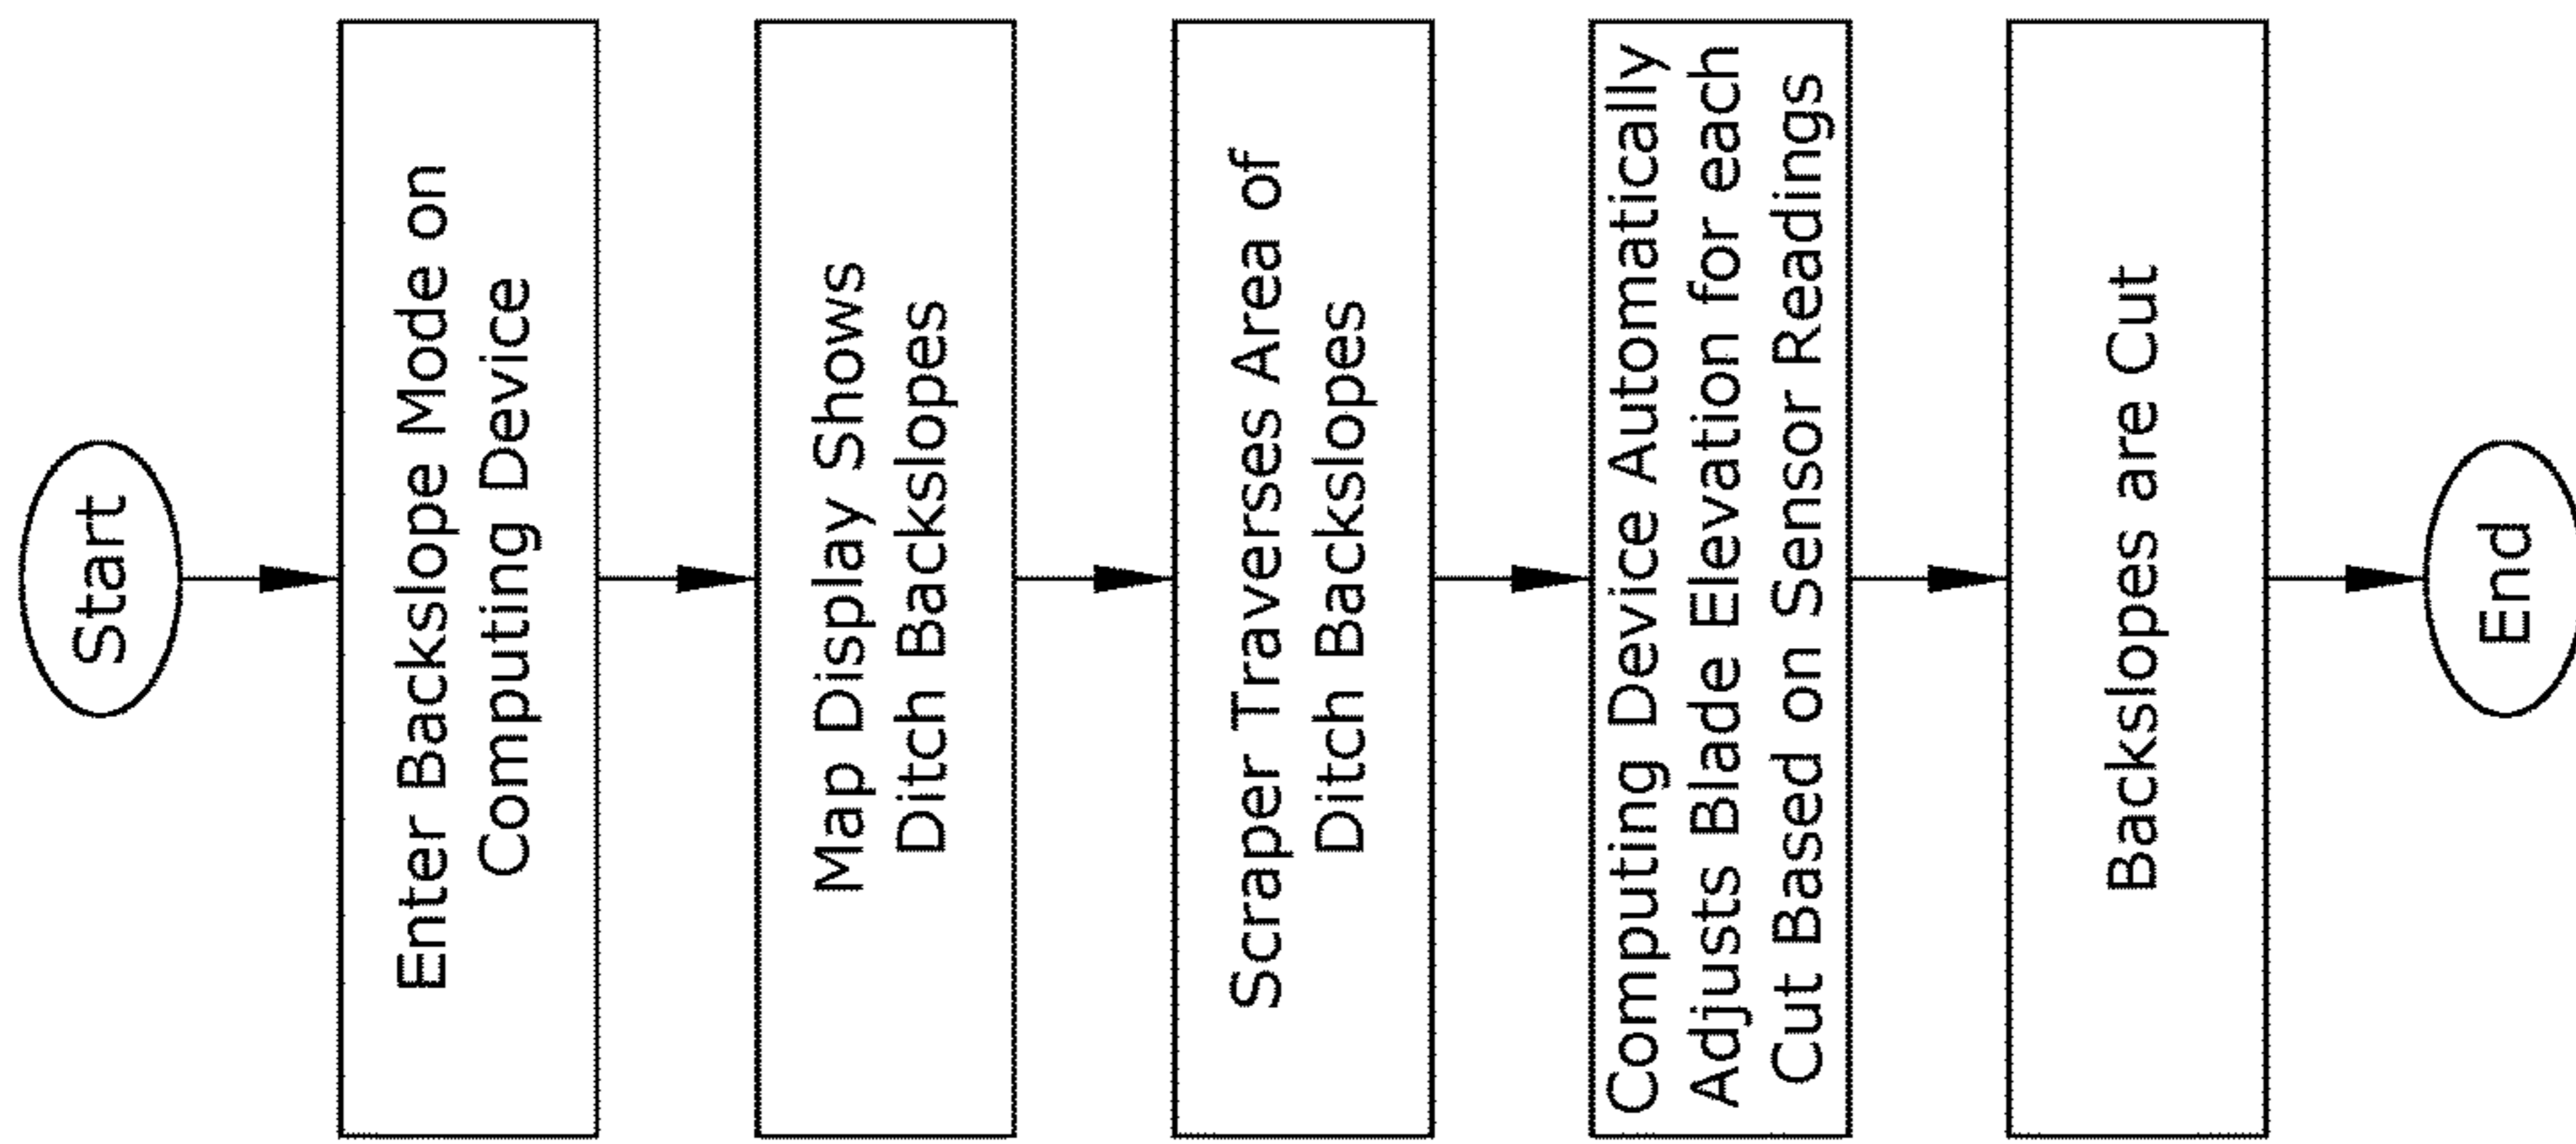 Start
Enter Backslope Mode on
Computing Device
Map Display Shows
Ditch Backslopes
Scraper Traverses Area of
Ditch Backslopes
Computing Device Automatically
Adjusts Blade Elevation for each
Cut Based on Sensor Readings
Backslopes are Cut
End